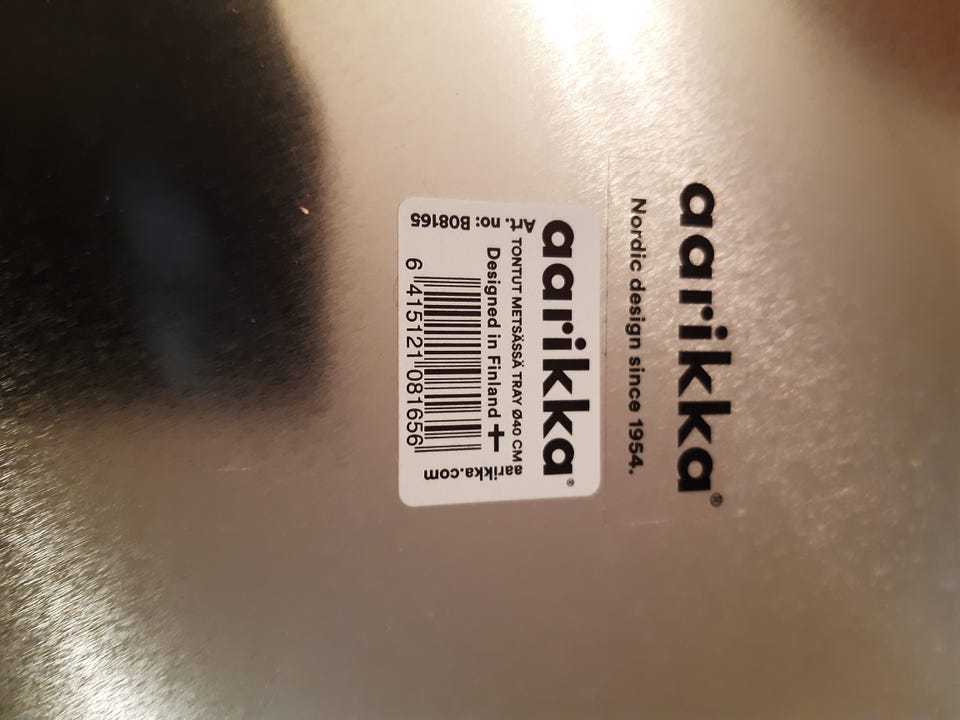 aarikka®
Nordic design since 1954.
aarikka®
TONTUT METSÄSSÄ TRAY Ø40 CM
Designed in Finland
6 415121 081656
Art. no: B08165
aarikka.com